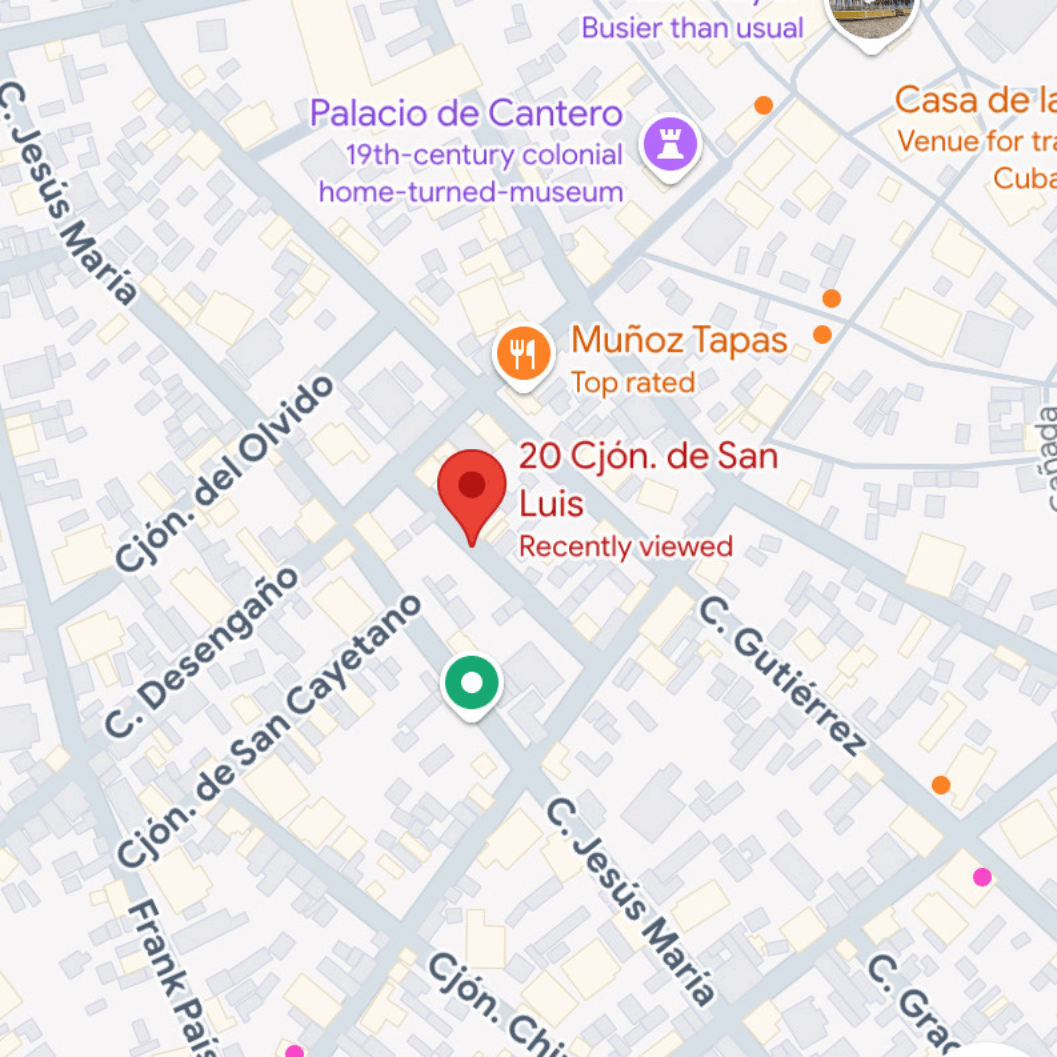 Busier than usual
Palacio de Cantero
19th-century colonial
home-turned-museum
Casa de la
Venue for tra
Cuba
C. Jesús María
Muñoz Tapas
Top rated
Cjón. del Olvido
20 Cjón. de San
Luis
Recently viewed
Cañada
C. Desengaño
Cjón. de San Cayetano
C. Gutiérrez
C. Jesús María
Frank País
Cjón. Chi
C. Grac